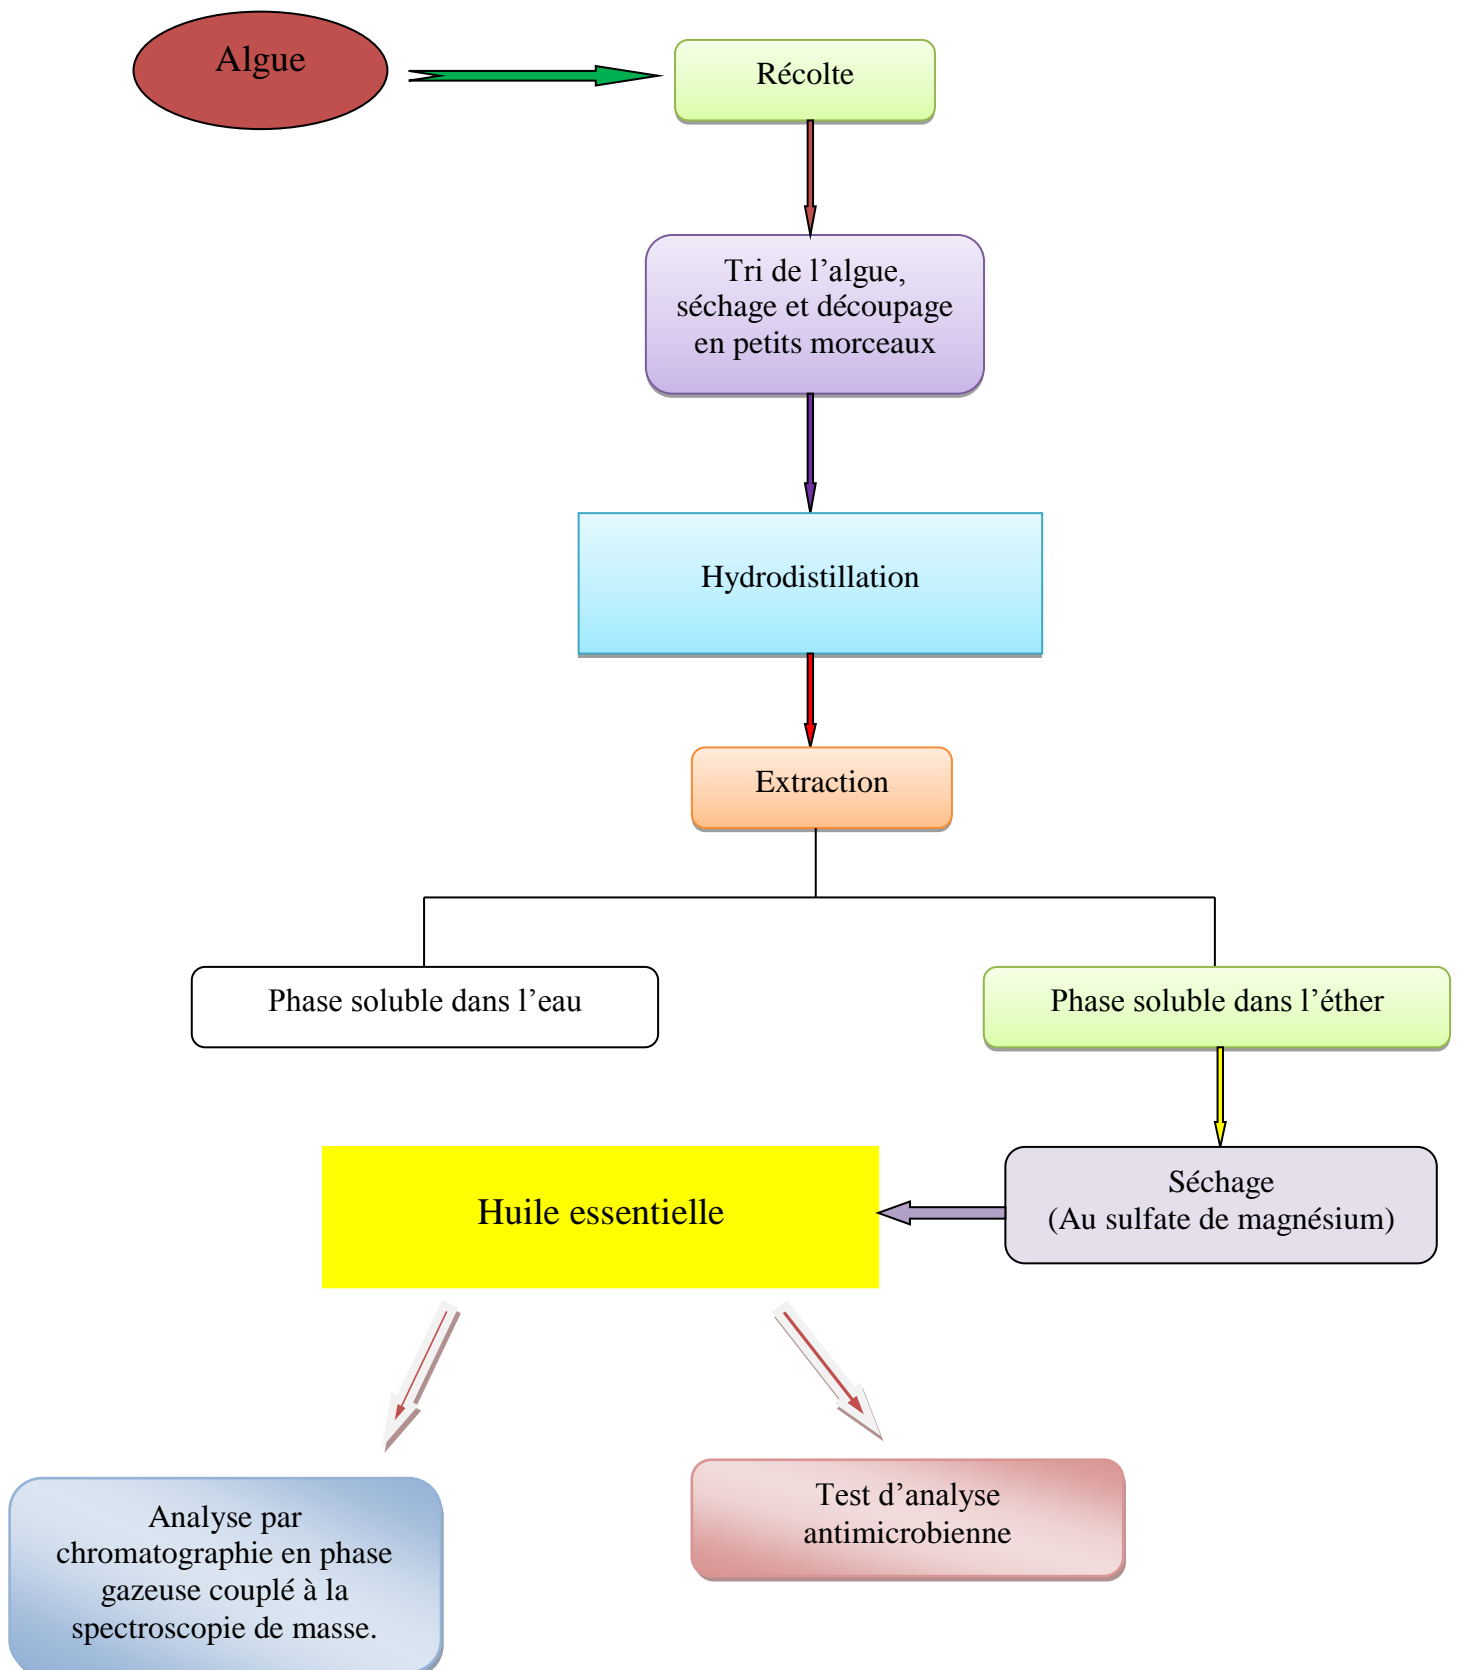 Algue
Récolte
Tri de l’algue,
séchage et découpage
en petits morceaux
Hydrodistillation
Extraction
Phase soluble dans l’eau
Phase soluble dans l’éther
Séchage
(Au sulfate de magnésium)
Huile essentielle
Analyse par
chromatographie en phase
gazeuse couplé à la
spectroscopie de masse.
Test d’analyse
antimicrobienne